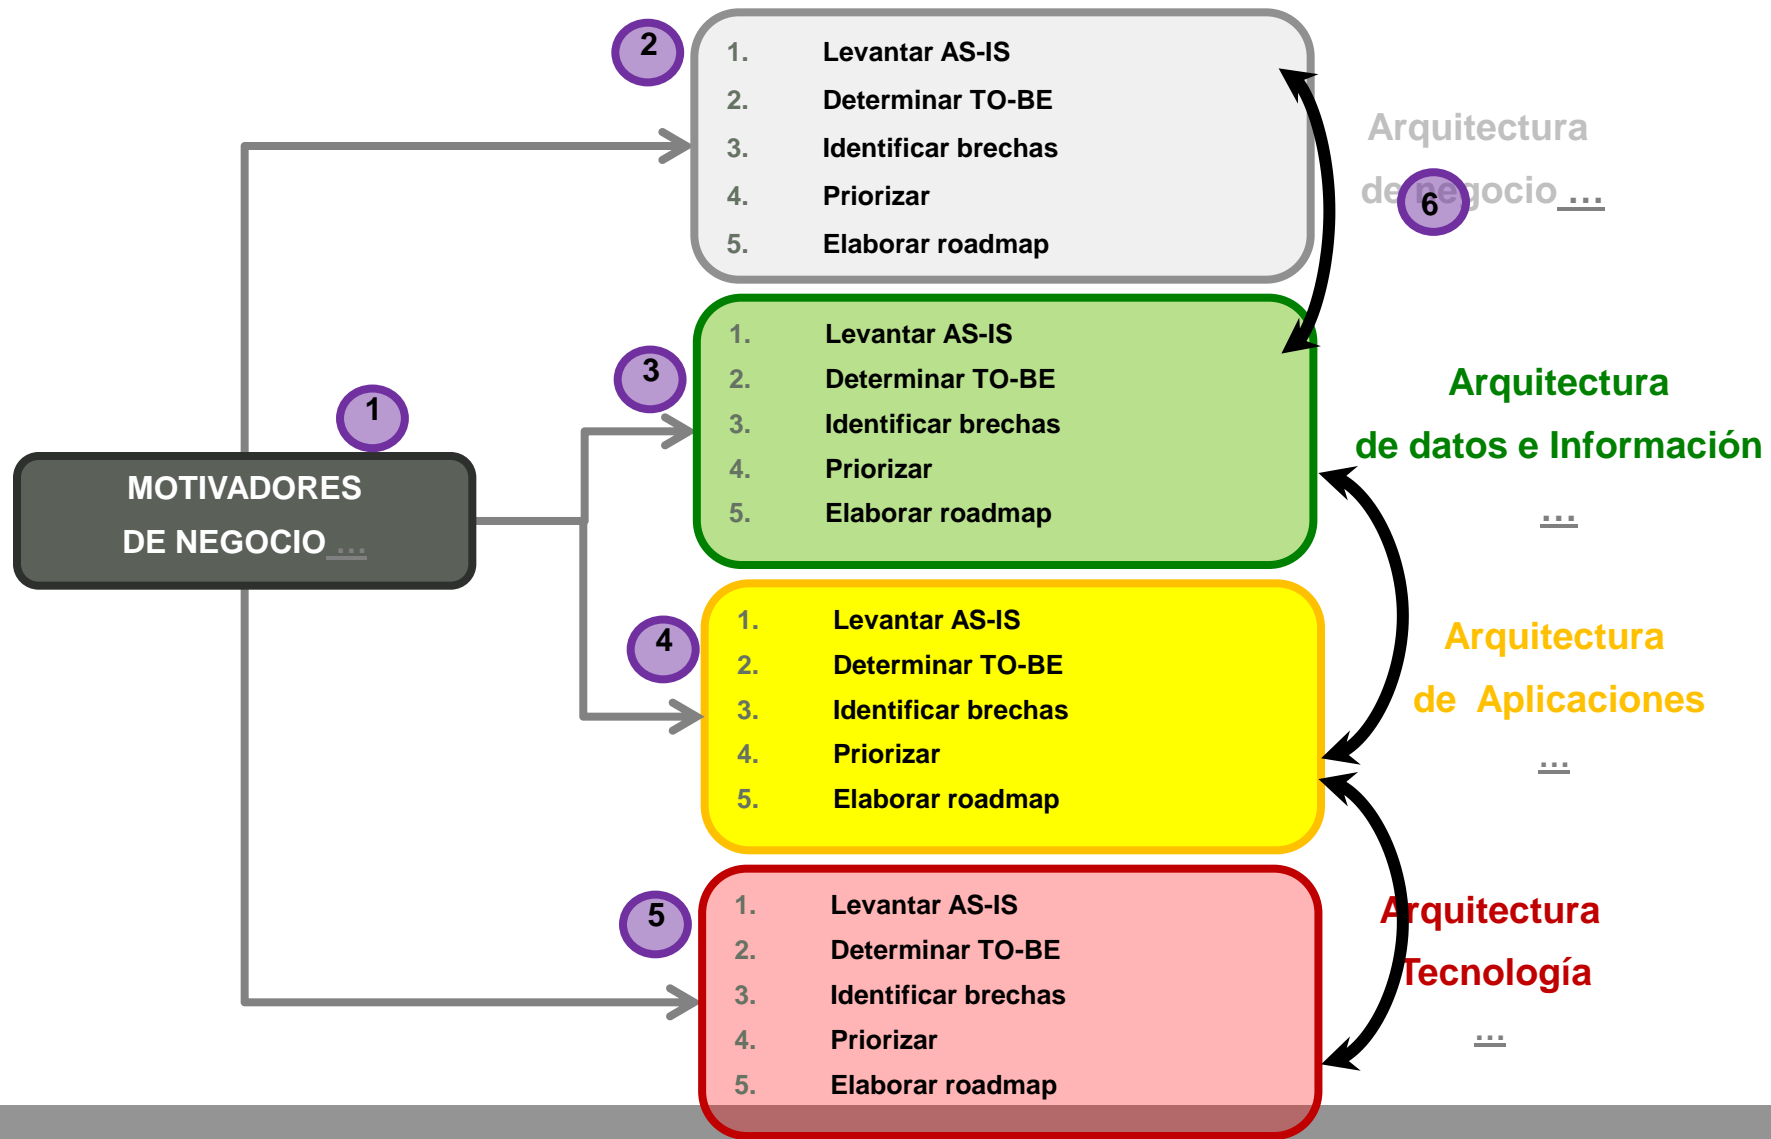 2
1. Levantar AS-IS
2. Determinar TO-BE
3. Identificar brechas
4. Priorizar
5. Elaborar roadmap
Arquitectura
de negocio ...
6
3
1. Levantar AS-IS
2. Determinar TO-BE
3. Identificar brechas
4. Priorizar
5. Elaborar roadmap
Arquitectura
de datos e Información
...
1
MOTIVADORES
DE NEGOCIO ...
4
1. Levantar AS-IS
2. Determinar TO-BE
3. Identificar brechas
4. Priorizar
5. Elaborar roadmap
Arquitectura
de Aplicaciones
...
5
1. Levantar AS-IS
2. Determinar TO-BE
3. Identificar brechas
4. Priorizar
5. Elaborar roadmap
Arquitectura
Tecnología
...